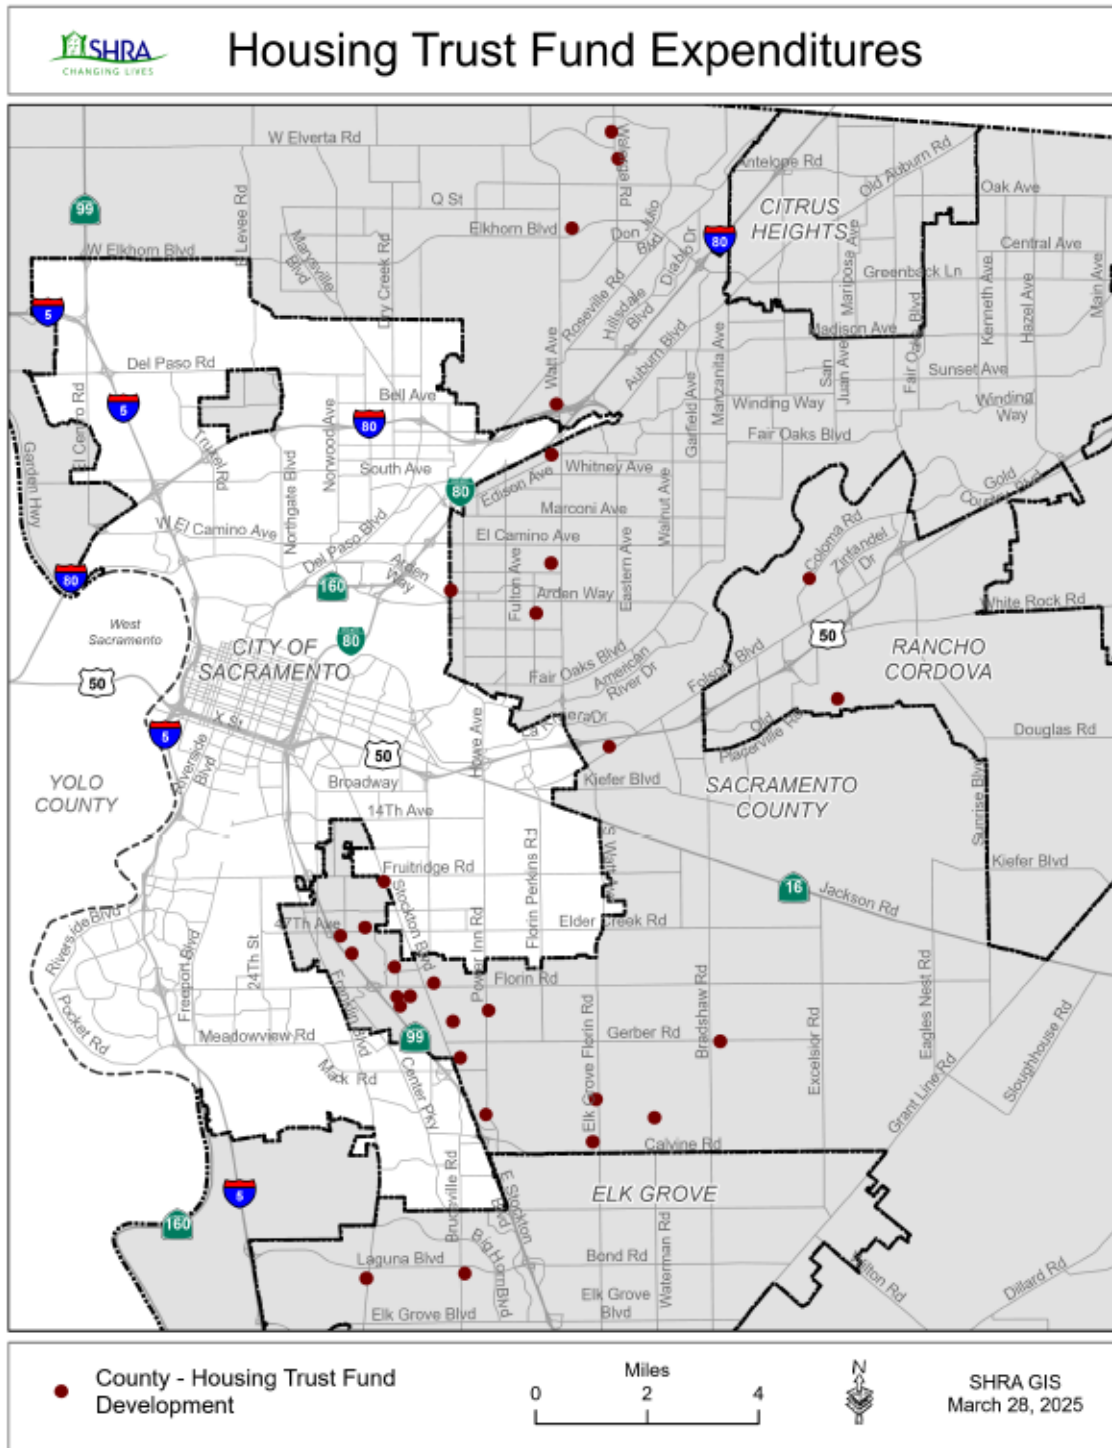 SHRA
CHANGING LIVES
Housing Trust Fund Expenditures
W Elverta Rd
Walerga Rd
Antelope Rd
Old Auburn Rd
99
E Levee Rd
Q St
Oak Ave
CITRUS
HEIGHTS
Elkhorn Blvd
Don Julio
Blvd
80
Diablo Dr
Mariposa Ave
Central Ave
W Elkhorn Blvd
Marysville
Blvd
Dry Creek Rd
Greenback Ln
Kenneth Ave
Hazel Ave
Main Ave
5
Roseville Rd
Hillsdale
Blvd
Auburn Blvd
Madison Ave
Fair Oaks Blvd
Del Paso Rd
Watt Ave
Manzanita Ave
Garfield Ave
San
Juan Ave
Sunset Ave
El Centro Rd
5
Bell Ave
80
Norwood Ave
Winding Way
Winding
Way
Fair Oaks Blvd
Truxel Rd
Northgate Blvd
South Ave
Garden Hwy
80
Edison Ave
Whitney Ave
Walnut Ave
Gold
Country Blvd
Marconi Ave
W El Camino Ave
Del Paso Blvd
El Camino Ave
Coloma Rd
Zinfandel
Dr
80
160
Arden
Way
Fulton Ave
Arden Way
Eastern Ave
White Rock Rd
West
Sacramento
CITY OF
SACRAMENTO
80
50
RANCHO
CORDOVA
Fair Oaks Blvd
American
River Dr
Folsom Blvd
50
5
X St
Riverside
Blvd
50
Howe Ave
La Riviera Dr
Old
Placerville Rd
Douglas Rd
YOLO
COUNTY
Broadway
Kiefer Blvd
SACRAMENTO
COUNTY
Sunrise Blvd
14Th Ave
Fruitridge Rd
Florin Perkins Rd
S Watt Ave
Kiefer Blvd
16
Jackson Rd
Stockton Blvd
Riverside Blvd
47Th Ave
Power Inn Rd
Elder Creek Rd
Freeport Blvd
24Th St
Franklin Blvd
Florin Rd
Bradshaw Rd
Eagles Nest Rd
Pocket Rd
Meadowview Rd
99
Elk Grove Florin Rd
Gerber Rd
Excelsior Rd
Sloughhouse Rd
Mack Rd
Center Pky
Grant Line Rd
Calvine Rd
5
160
Bruceville Rd
E Stockton
Blvd
ELK GROVE
Laguna Blvd
Big Horn Blvd
Bond Rd
Waterman Rd
Wilton Rd
Dillard Rd
Elk Grove Blvd
Elk Grove
Blvd
County - Housing Trust Fund
Development
Miles
0 2 4
N
SHRA GIS
March 28, 2025